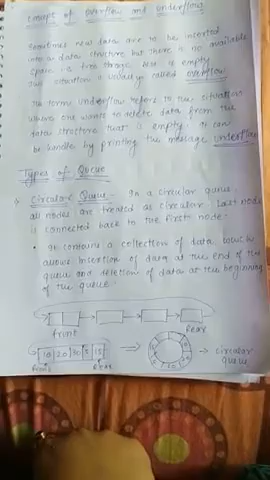 concept of overflow and underflow
Sometimes new data are to be inserted
into a data structure but there is no available
space i.e free storage list is empty
This situation is usually called overflow
The term underflow refers to the situation
where one wants to delete data from the
data structure that is empty. It can
be handled by printing the message underflow
Types of Queue
Circular Queue - In a circular queue,
all nodes are treated as circular. Last node
is connected back to the first node.
It contains a collection of data which
allows insertion of data at the end of the
queue and deletion of data at the beginning
of the queue.
front Rear
10 20 30 5 15
front Rear
⇒ → circular
queue